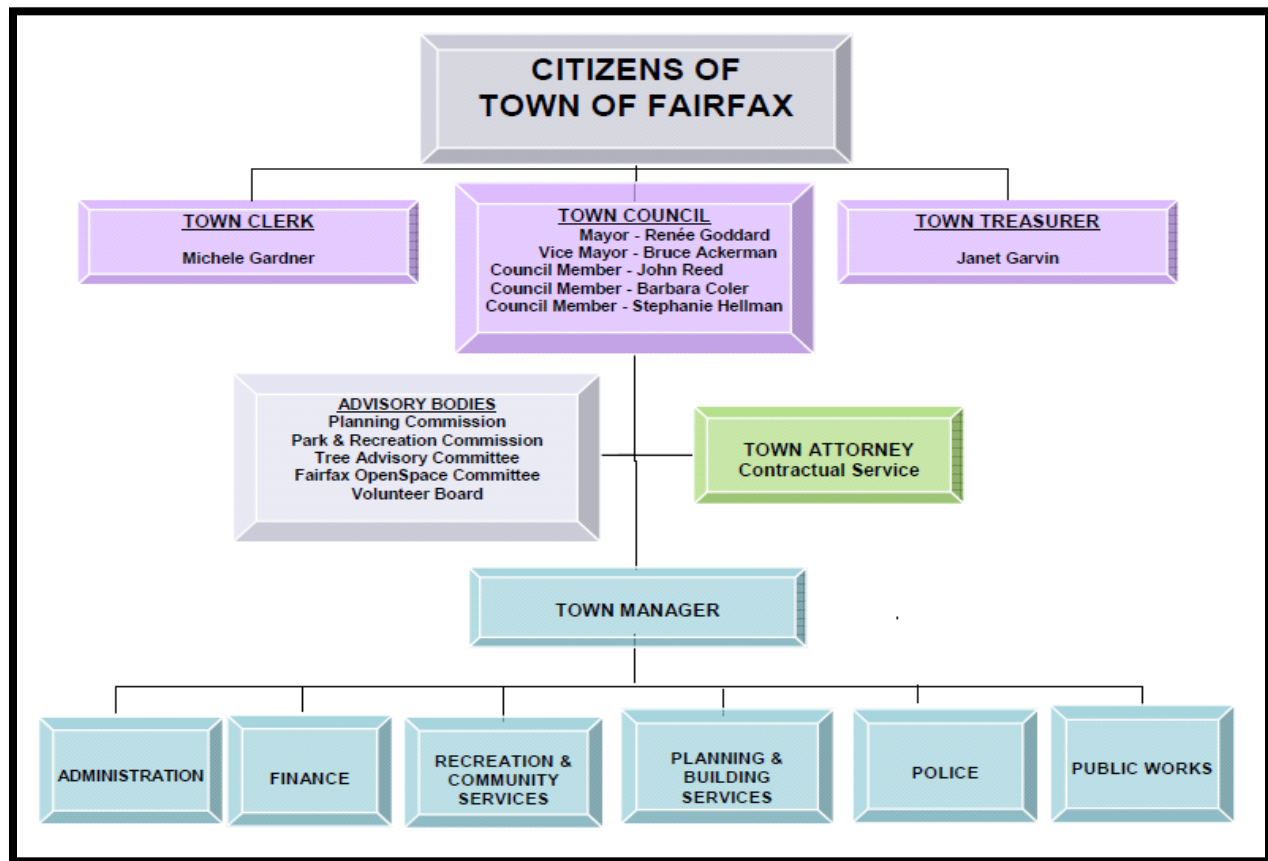 CITIZENS OF
TOWN OF FAIRFAX
TOWN CLERK
Michele Gardner
TOWN COUNCIL
Mayor - Renée Goddard
Vice Mayor - Bruce Ackerman
Council Member - John Reed
Council Member - Barbara Coler
Council Member - Stephanie Hellman
TOWN TREASURER
Janet Garvin
ADVISORY BODIES
Planning Commission
Park & Recreation Commission
Tree Advisory Committee
Fairfax OpenSpace Committee
Volunteer Board
TOWN ATTORNEY
Contractual Service
TOWN MANAGER
ADMINISTRATION
FINANCE
RECREATION &
COMMUNITY
SERVICES
PLANNING &
BUILDING
SERVICES
POLICE
PUBLIC WORKS